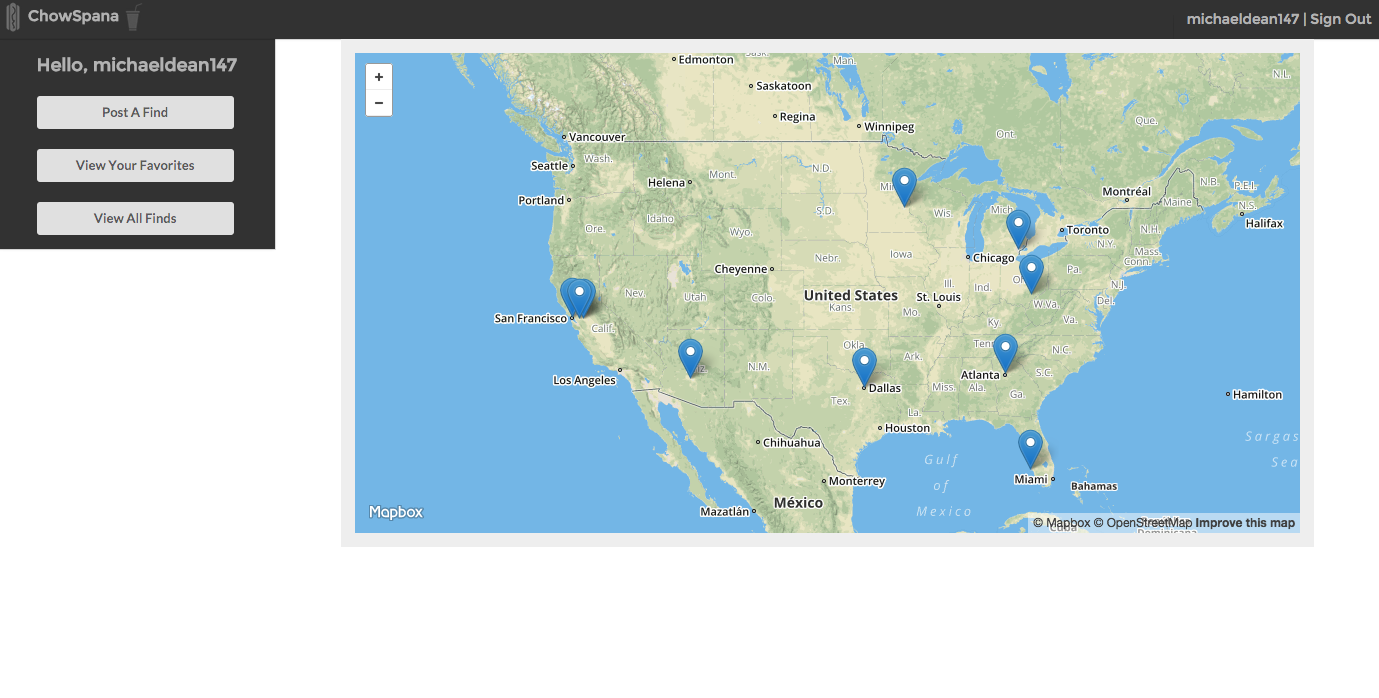 ChowSpana
michaeldean147 | Sign Out
Hello, michaeldean147
Post A Find
View Your Favorites
View All Finds
+
−
Edmonton
Sask.
Man.
N.L.
Saskatoon
Regina
Winnipeg
Ont.
Que.
Vancouver
Seattle
Wash.
Helena
Mont.
N.D.
Portland
Idaho
S.D.
Wis.
Mich.
Montréal
Maine
N.B.
P.E.I.
N.S.
Halifax
Ore.
Wyo.
Toronto
N.H.
N.Y.
Mass.
Conn.
Cheyenne
Nebr.
Iowa
Chicago
Pa.
N.J.
Nev.
Utah
Colo.
United States
Kans.
St. Louis
Ill.
Ind.
W.Va.
Del.
Mo.
Ky.
Va.
San Francisco
Calif.
Okla.
Ark.
Tenn.
N.C.
Los Angeles
N.M.
Dallas
Miss.
Ala.
Atlanta
S.C.
Ga.
Tex.
La.
Hamilton
Houston
Chihuahua
Gulf
of
Mexico
Sargas
Sea
Monterrey
Miami
Bahamas
Mazatlán
México
Mapbox
© Mapbox © OpenStreetMap Improve this map
Cuba